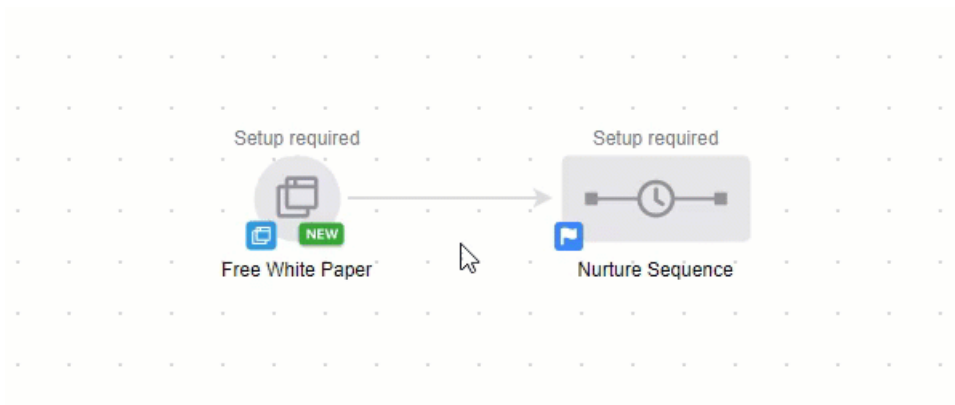 Setup required
Setup required
NEW
Free White Paper
Nurture Sequence